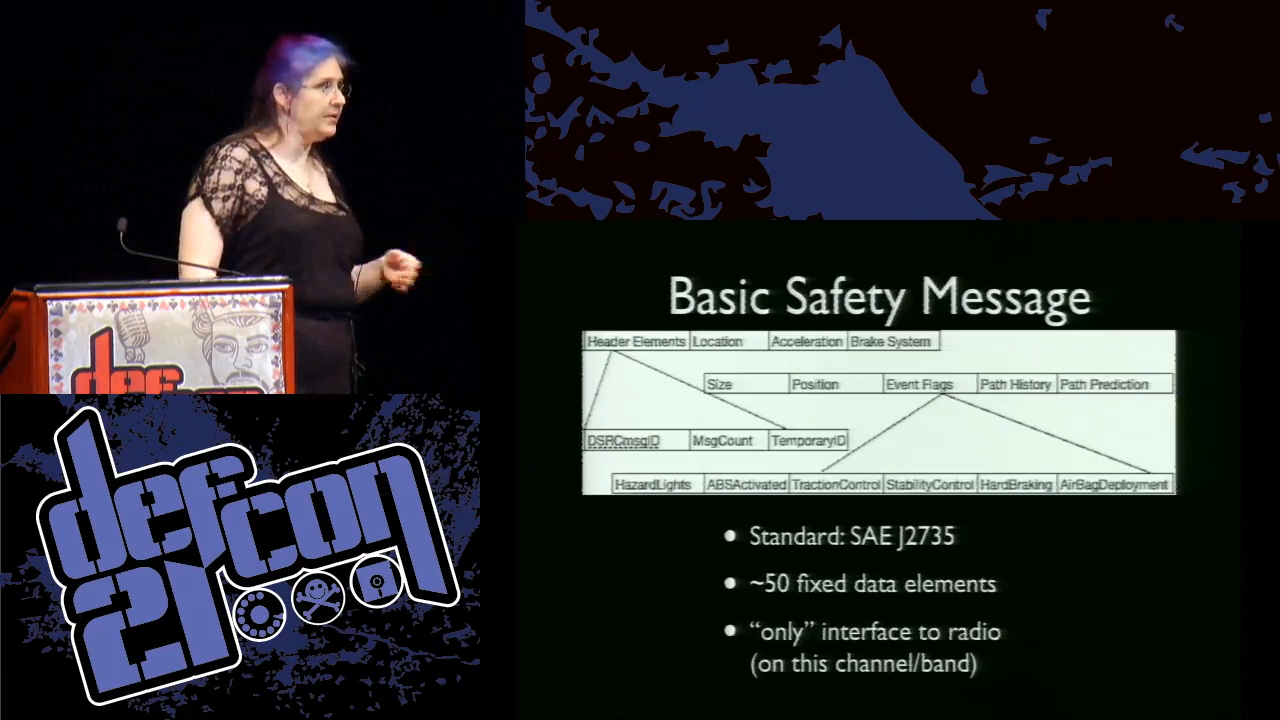 def
Basic Safety Message
Header Elements Location Acceleration Brake System
Size Position Event Flags Path History Path Prediction
DSRCmsgID MsgCount TemporaryID
HazardLights ABSActivated TractionControl StabilityControl HardBraking AirBagDeployment
• Standard: SAE J2735
• ~50 fixed data elements
• “only” interface to radio
(on this channel/band)
defcon
21